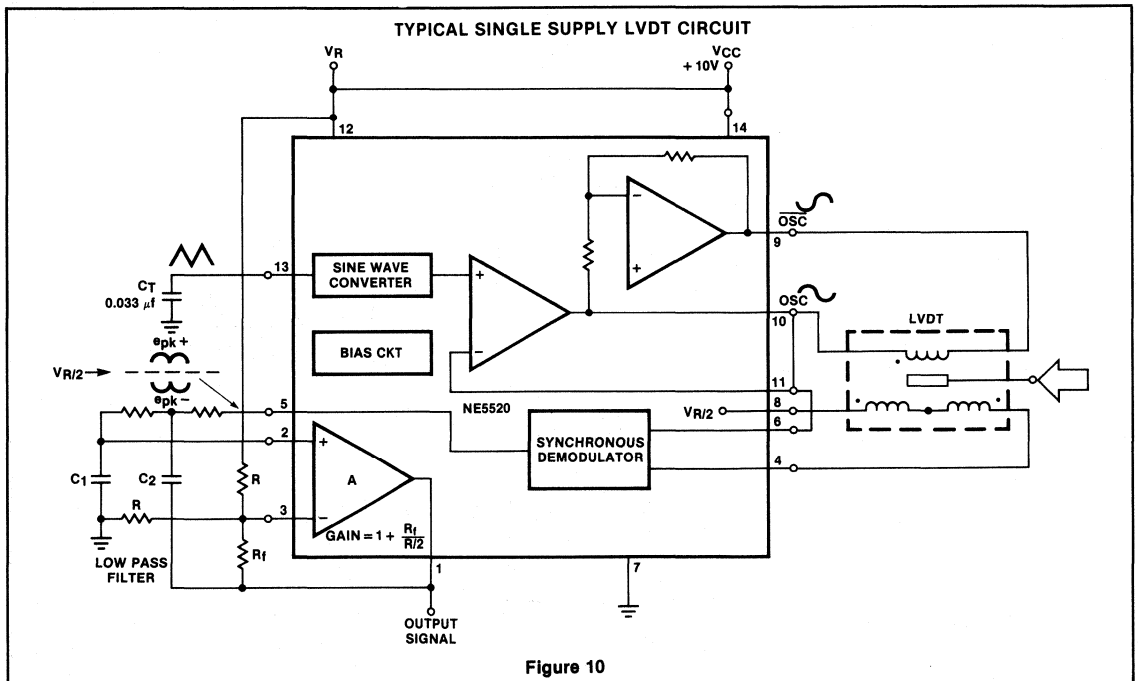 TYPICAL SINGLE SUPPLY LVDT CIRCUIT
VR
VCC
+10V
12
14
OSC
9
13
SINE WAVE
CONVERTER
+
−
−
+
CT
0.033 μf
OSC
10
LVDT
BIAS CKT
epk+
VR/2
epk−
11
5
NE5520
VR/2
8
6
SYNCHRONOUS
DEMODULATOR
4
2
+
A
C1
C2
R
R
3
−
GAIN = 1 + Rf
R/2
Rf
LOW PASS
FILTER
1
7
OUTPUT
SIGNAL
Figure 10